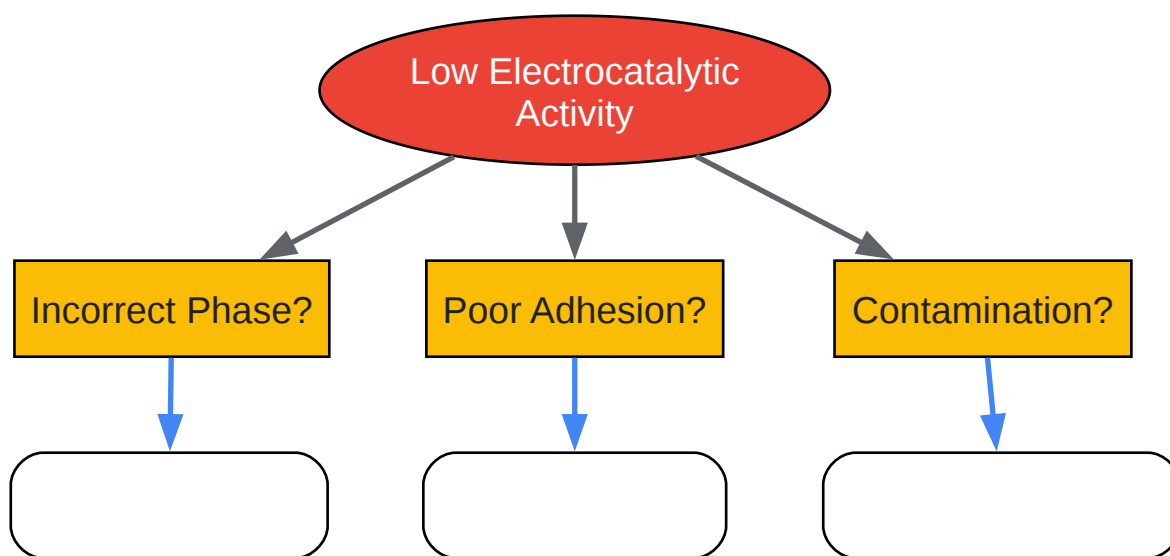 Low Electrocatalytic
Activity
Incorrect Phase?
Poor Adhesion?
Contamination?